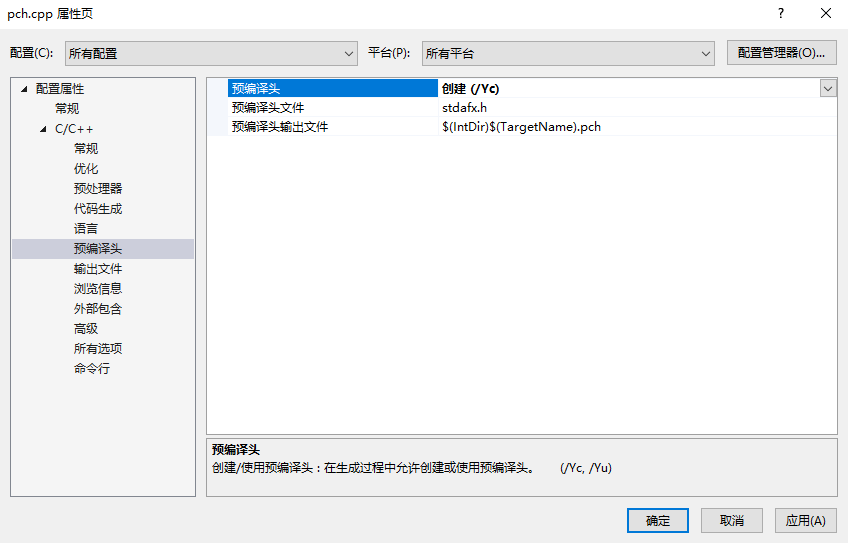 pch.cpp 属性页
配置(C): 所有配置 平台(P): 所有平台 配置管理器(O)...
配置属性
常规
C/C++
常规
优化
预处理器
代码生成
语言
预编译头
输出文件
浏览信息
外部包含
高级
所有选项
命令行
预编译头 创建 (/Yc)
预编译头文件 stdafx.h
预编译头输出文件 $(IntDir)$(TargetName).pch
预编译头
创建/使用预编译头：在生成过程中允许创建或使用预编译头。 (/Yc, /Yu)
确定 取消 应用(A)